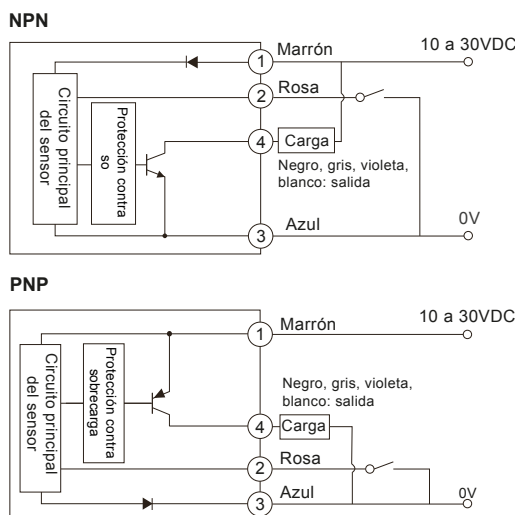 NPN
Marrón
10 a 30VDC
1
Rosa
2
Circuito principal
del sensor
Protección contra
so
4
Carga
Negro, gris, violeta,
blanco: salida
Azul
3
0V
PNP
10 a 30VDC
1
Marrón
Circuito principal
del sensor
Protección contra
sobrecarga
Negro, gris, violeta,
blanco: salida
4
Carga
Rosa
2
Azul
3
0V